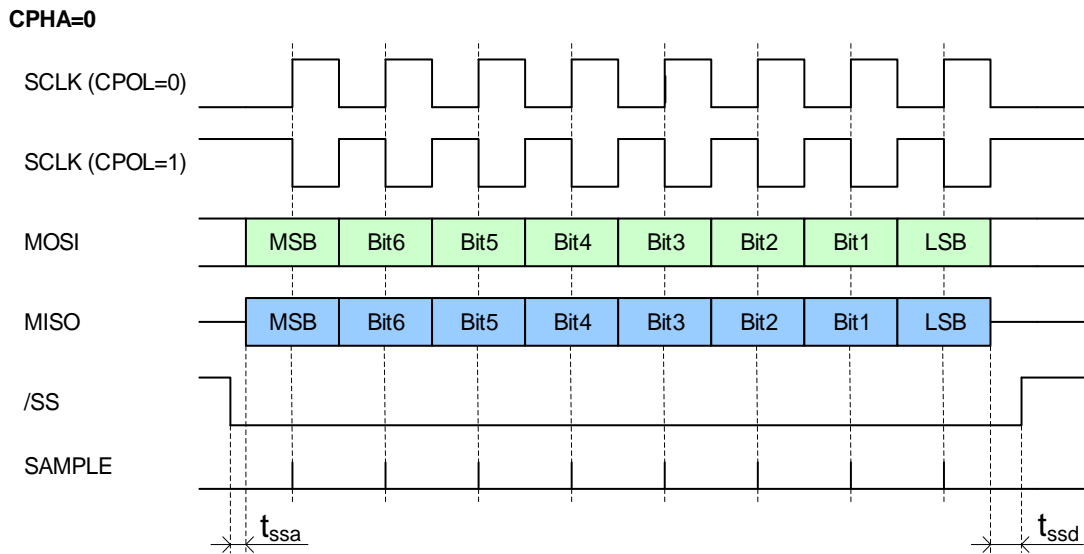 CPHA=0
SCLK (CPOL=0)
SCLK (CPOL=1)
MOSI MSB Bit6 Bit5 Bit4 Bit3 Bit2 Bit1 LSB
MISO MSB Bit6 Bit5 Bit4 Bit3 Bit2 Bit1 LSB
/SS
SAMPLE
tssa tssd